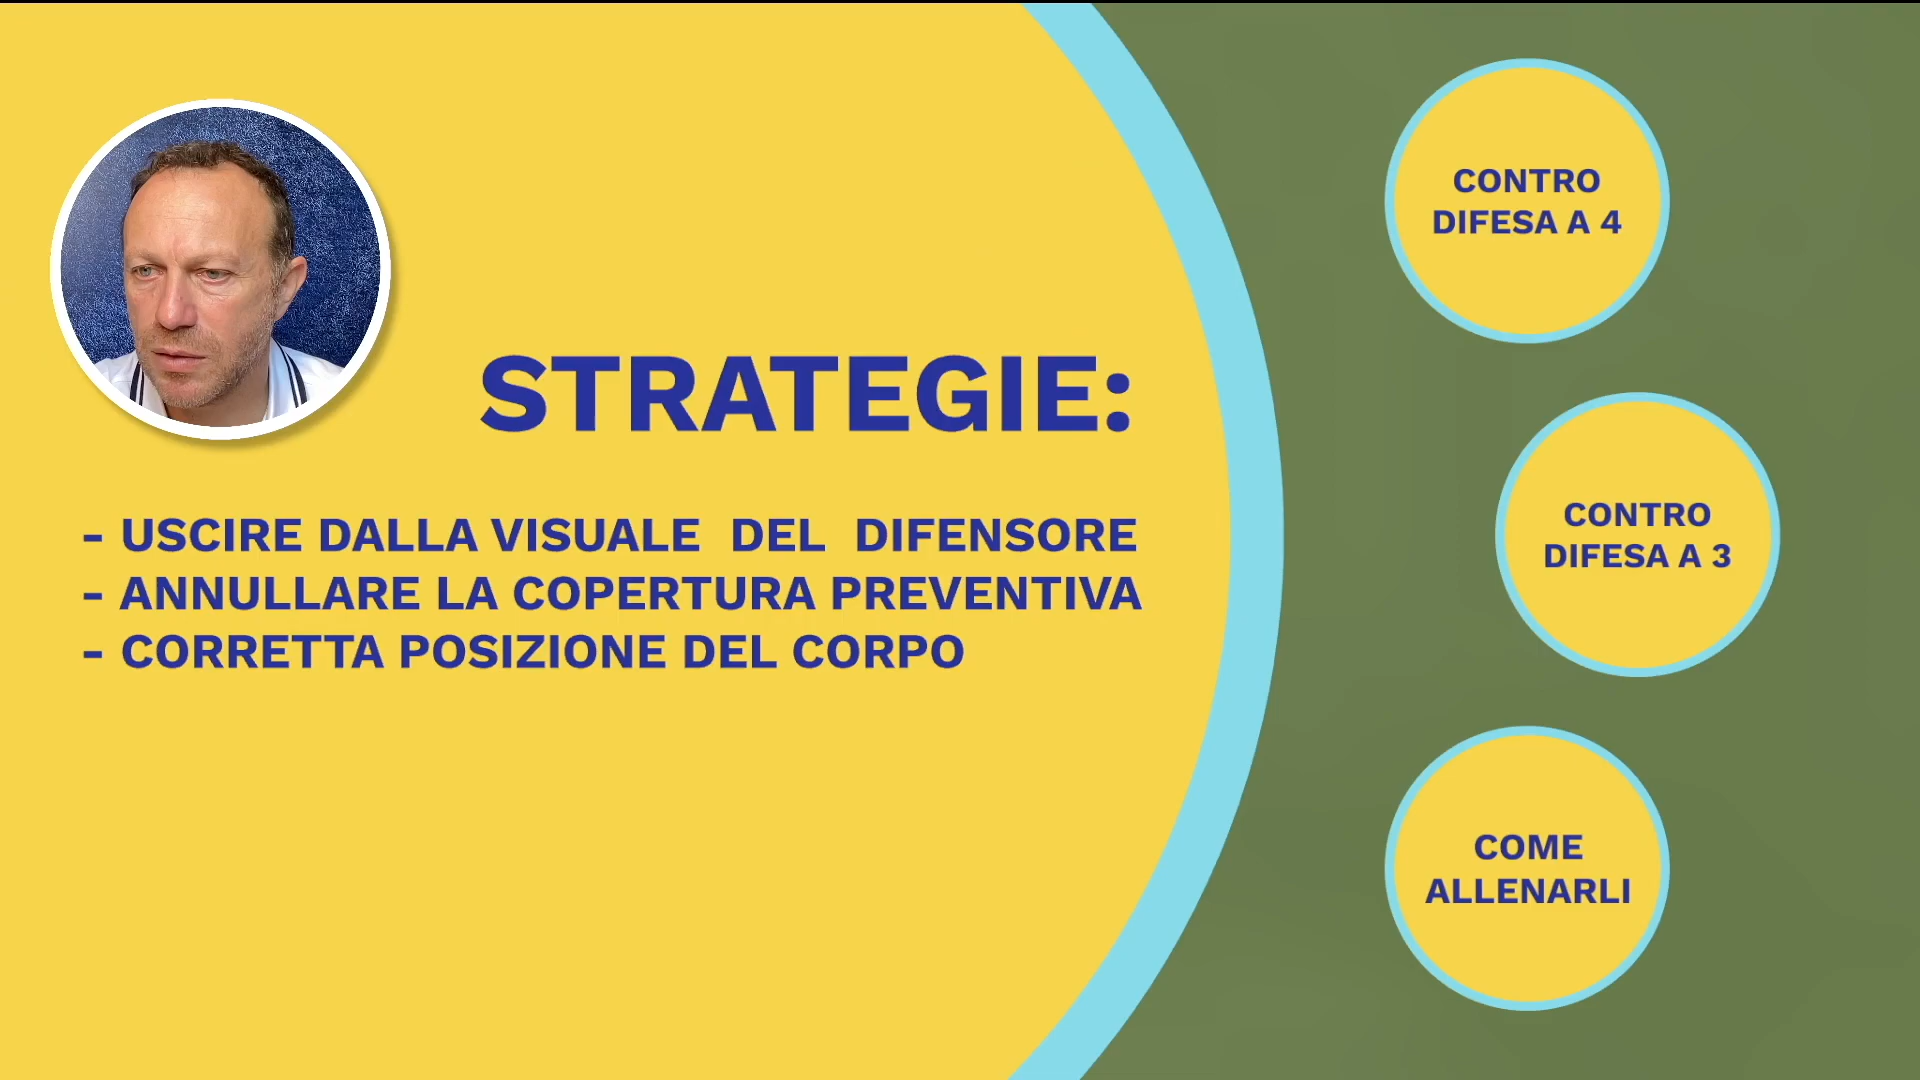 STRATEGIE:
- USCIRE DALLA VISUALE DEL DIFENSORE
- ANNULLARE LA COPERTURA PREVENTIVA
- CORRETTA POSIZIONE DEL CORPO
CONTRO
DIFESA A 4
CONTRO
DIFESA A 3
COME
ALLENARLI